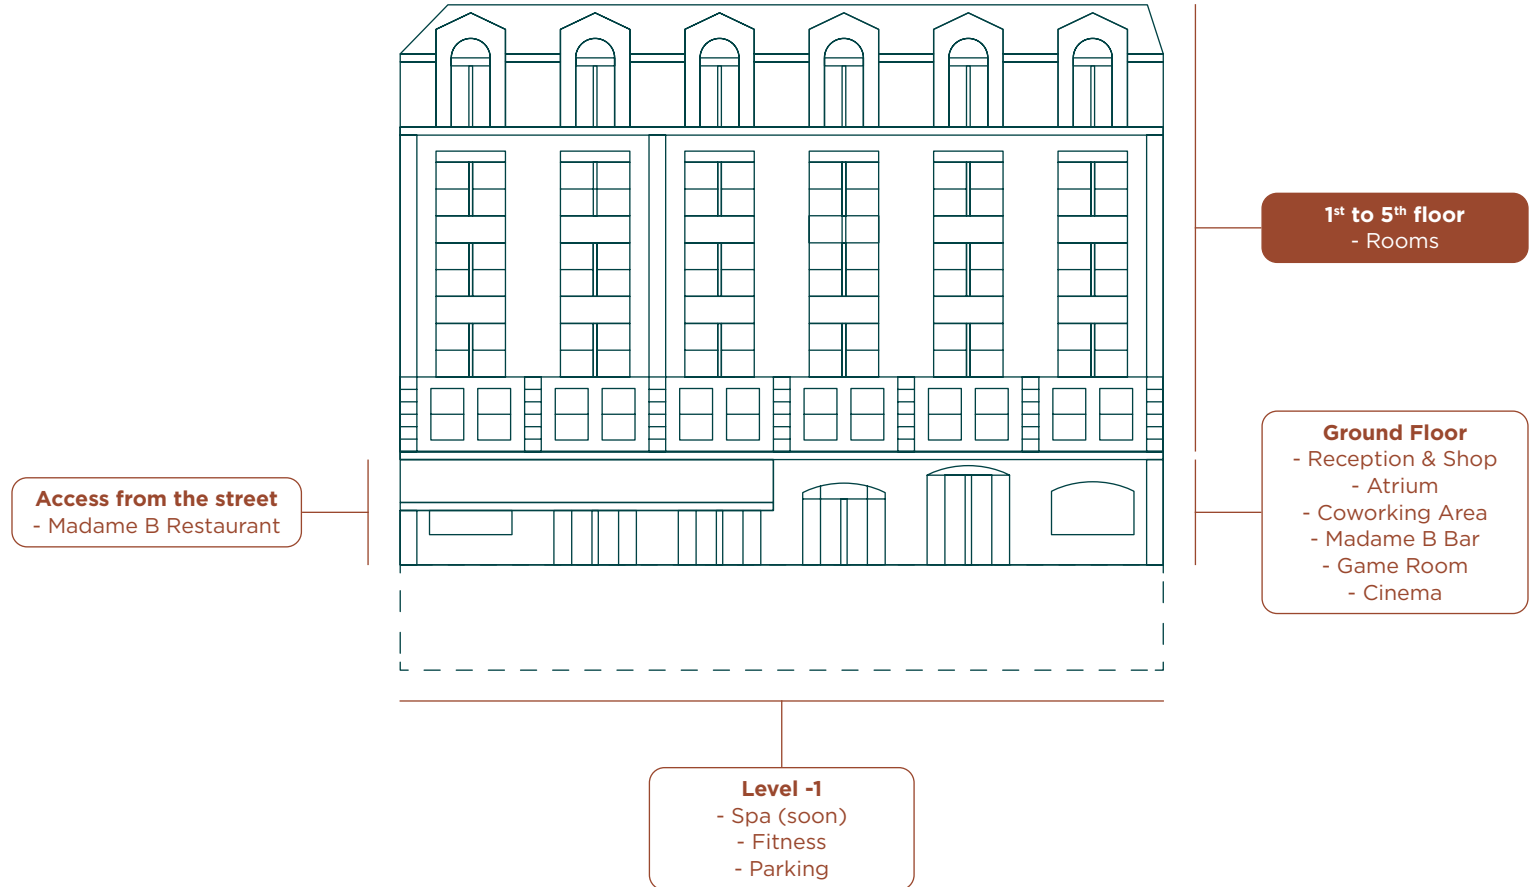 1st to 5th floor
- Rooms
Access from the street
- Madame B Restaurant
Ground Floor
- Reception & Shop
- Atrium
- Coworking Area
- Madame B Bar
- Game Room
- Cinema
Level -1
- Spa (soon)
- Fitness
- Parking